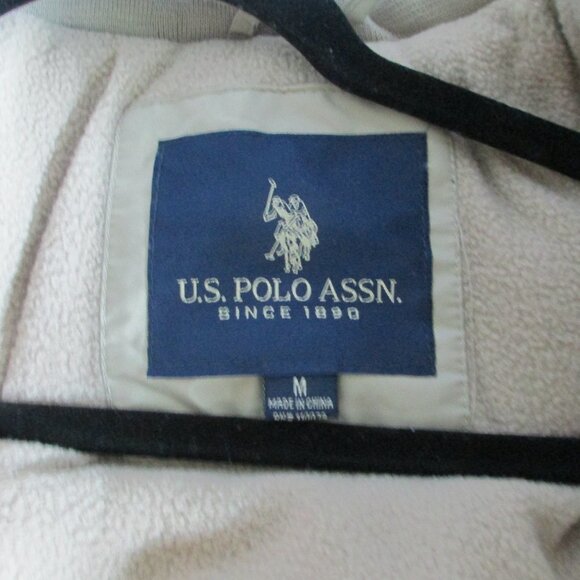 U.S. POLO ASSN.
SINCE 1890
M
MADE IN CHINA